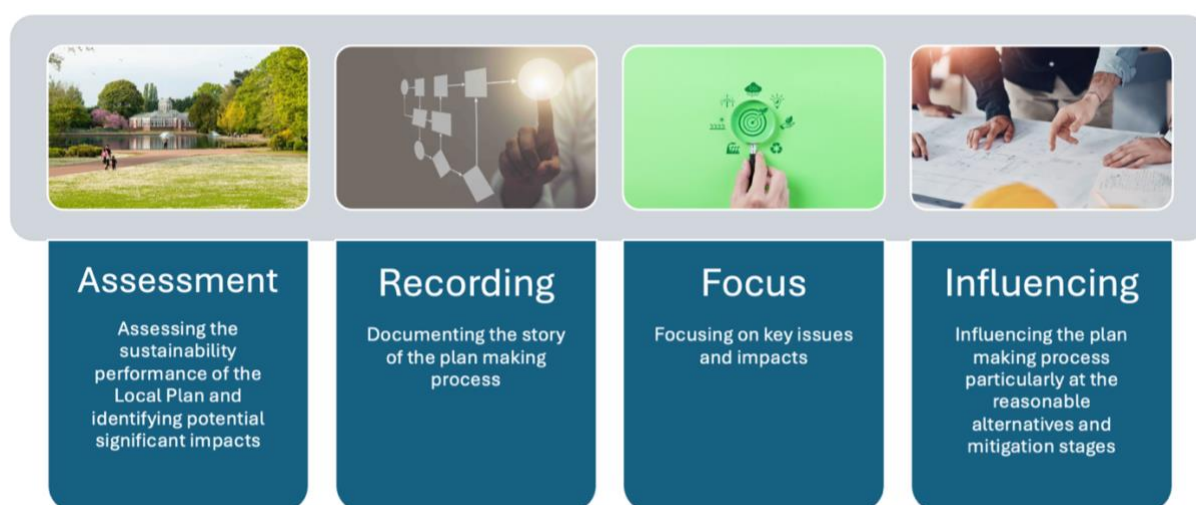 Assessment
Assessing the
sustainability
performance of the
Local Plan and
identifying potential
significant impacts
Recording
Documenting the story
of the plan making
process
Focus
Focusing on key issues
and impacts
Influencing
Influencing the plan
making process
particularly at the
reasonable
alternatives and
mitigation stages